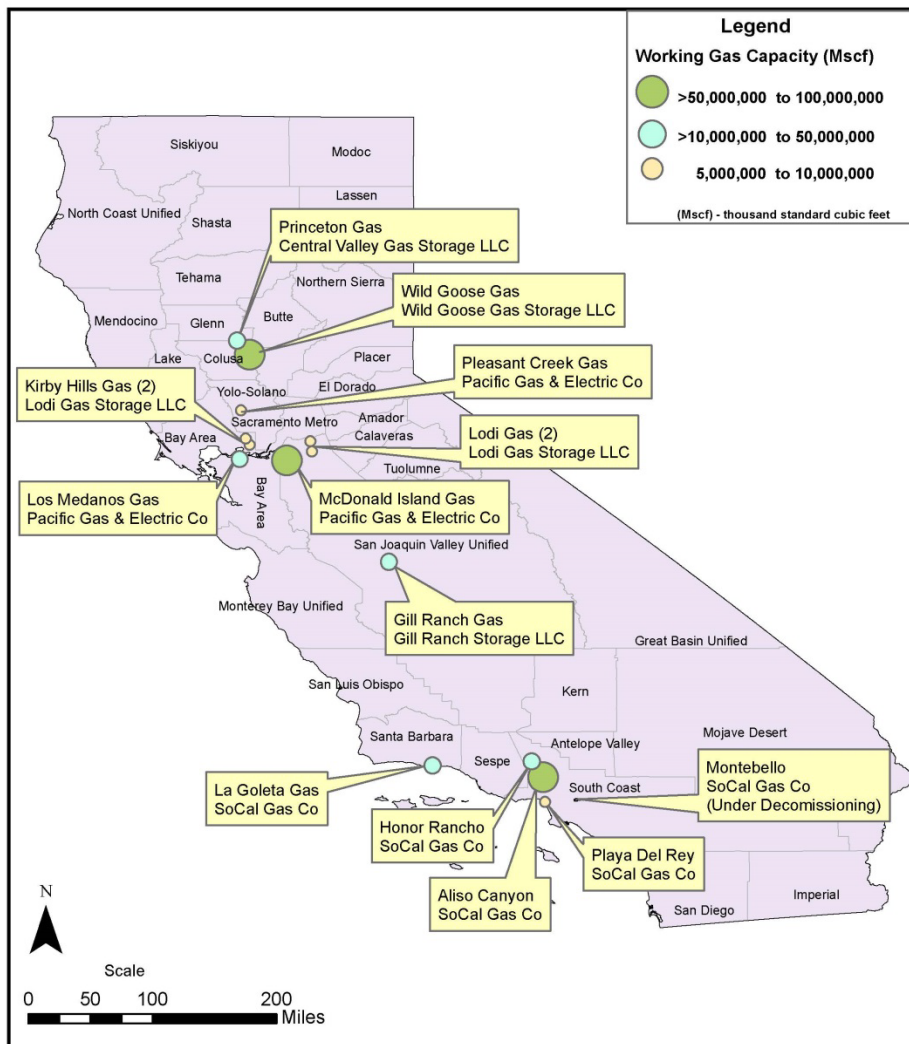 Legend
Working Gas Capacity (Mscf)
>50,000,000 to 100,000,000
>10,000,000 to 50,000,000
5,000,000 to 10,000,000
(Mscf) - thousand standard cubic feet
Siskiyou
Modoc
Lassen
North Coast Unified
Shasta
Princeton Gas
Central Valley Gas Storage LLC
Tehama
Northern Sierra
Wild Goose Gas
Wild Goose Gas Storage LLC
Mendocino
Glenn
Butte
Lake
Colusa
Placer
Pleasant Creek Gas
Pacific Gas & Electric Co
Kirby Hills Gas (2)
Lodi Gas Storage LLC
Yolo-Solano
El Dorado
Sacramento Metro
Amador
Calaveras
Lodi Gas (2)
Lodi Gas Storage LLC
Bay Area
Tuolumne
Los Medanos Gas
Pacific Gas & Electric Co
Bay Area
McDonald Island Gas
Pacific Gas & Electric Co
San Joaquin Valley Unified
Monterey Bay Unified
Gill Ranch Gas
Gill Ranch Storage LLC
Great Basin Unified
San Luis Obispo
Kern
Santa Barbara
Sespe
Antelope Valley
Mojave Desert
La Goleta Gas
SoCal Gas Co
South Coast
Montebello
SoCal Gas Co
(Under Decomissioning)
Honor Rancho
SoCal Gas Co
Playa Del Rey
SoCal Gas Co
Aliso Canyon
SoCal Gas Co
San Diego
Imperial
N
Scale
0 50 100 200
Miles